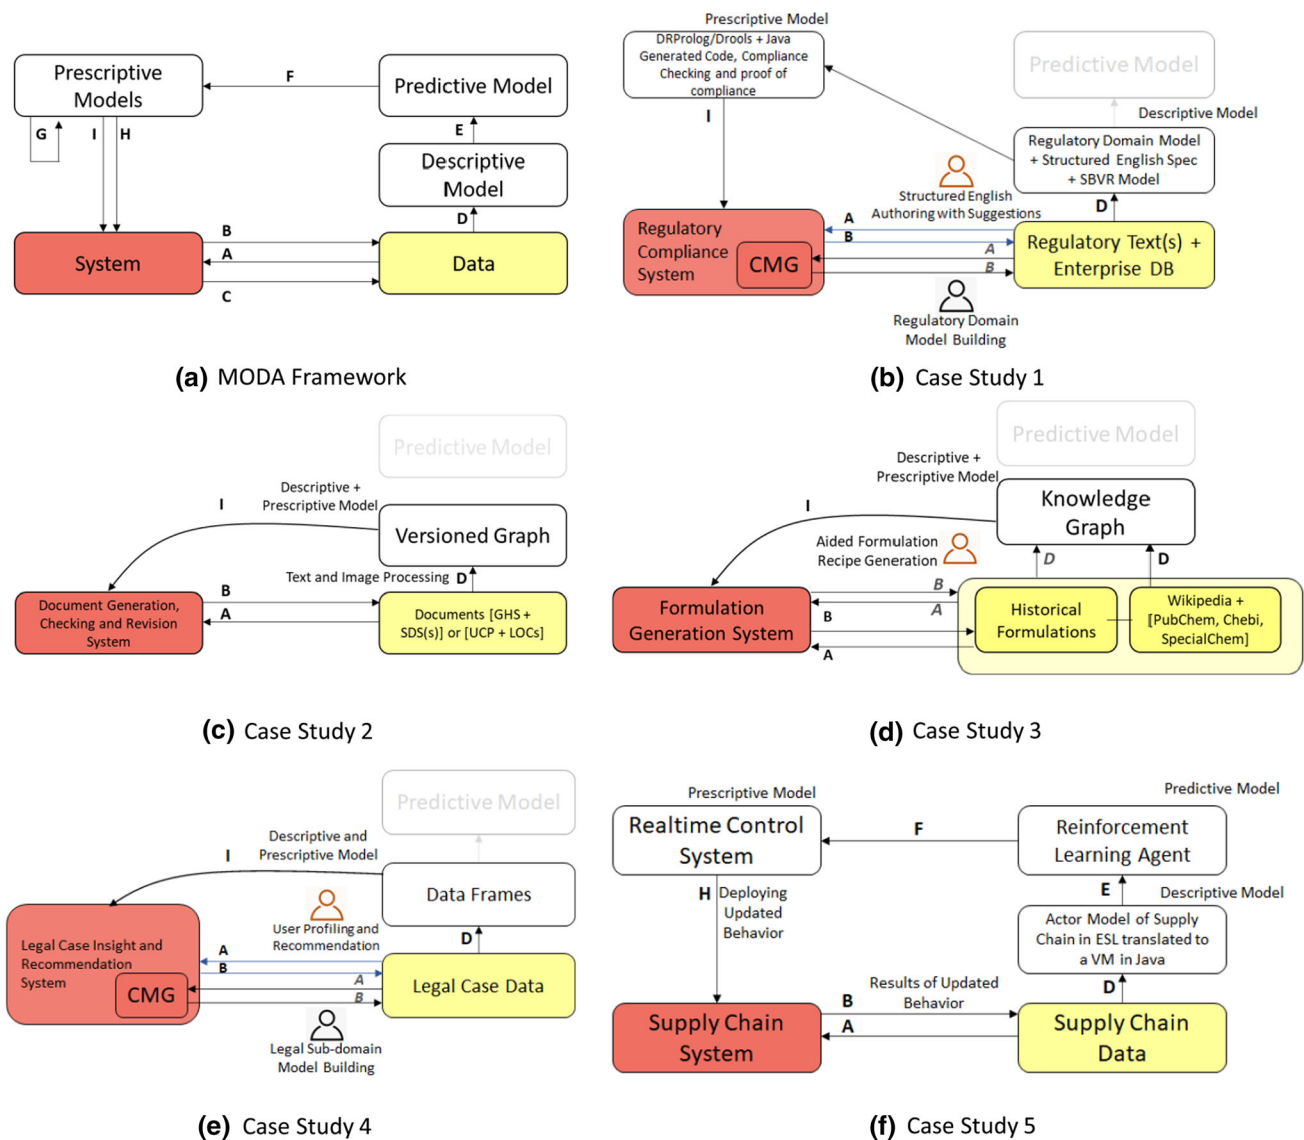 Prescriptive
Models
F
Predictive Model
G
I
H
E
Descriptive
Model
D
System
B
A
C
Data
(a) MODA Framework
Prescriptive Model
DRProlog/Drools + Java
Generated Code, Compliance
Checking and proof of
compliance
Predictive Model
Descriptive Model
I
Regulatory Domain Model
+ Structured English Spec
+ SBVR Model
Structured English
Authoring with Suggestions
D
Regulatory
Compliance
System
CMG
A
B
A
B
Regulatory Text(s) +
Enterprise DB
Regulatory Domain
Model Building
(b) Case Study 1
Predictive Model
Descriptive +
Prescriptive Model
I
Versioned Graph
Text and Image Processing
D
Document Generation,
Checking and Revision
System
B
A
Documents [GHS +
SDS(s)] or [UCP + LOCs]
(c) Case Study 2
Predictive Model
Descriptive +
Prescriptive Model
I
Knowledge
Graph
Aided Formulation
Recipe Generation
D
D
Formulation
Generation System
B
A
B
A
Historical
Formulations
Wikipedia +
[PubChem, Chebi,
SpecialChem]
(d) Case Study 3
Predictive Model
Descriptive and
Prescriptive Model
I
Data Frames
User Profiling and
Recommendation
D
Legal Case Insight and
Recommendation
System
CMG
A
B
A
B
Legal Case Data
Legal Sub-domain
Model Building
(e) Case Study 4
Prescriptive Model
Predictive Model
Realtime Control
System
F
Reinforcement
Learning Agent
H
Deploying
Updated
Behavior
E
Descriptive Model
Actor Model of Supply
Chain in ESL translated to
a VM in Java
D
Supply Chain
System
B
Results of Updated
Behavior
A
Supply Chain
Data
(f) Case Study 5